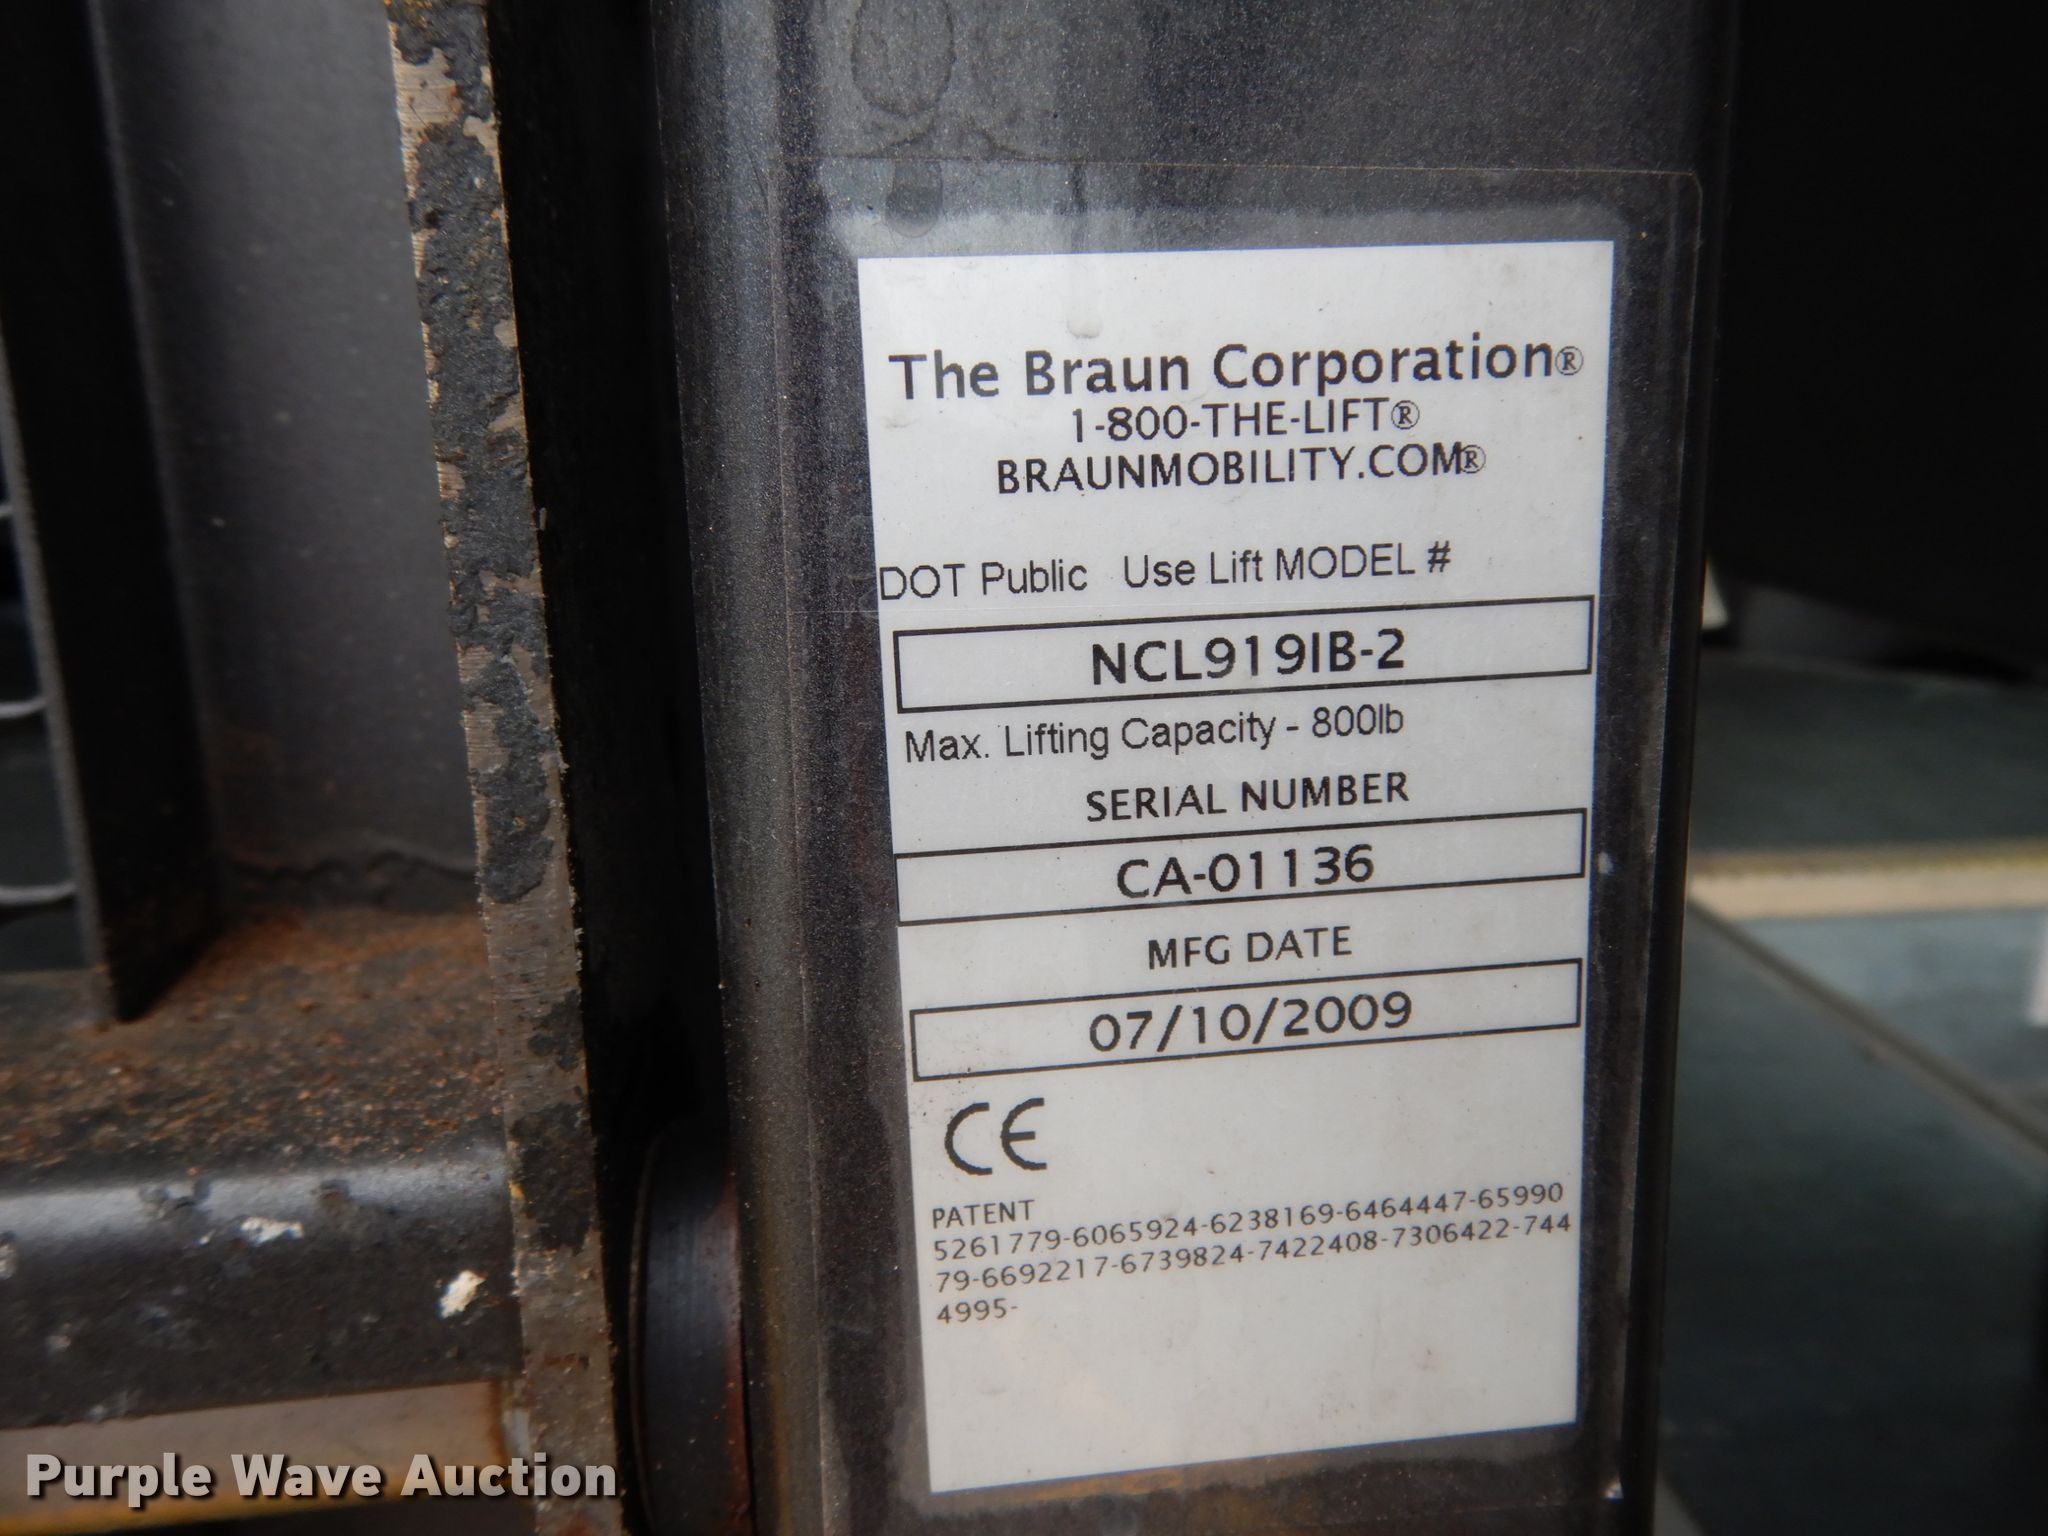 The Braun Corporation®
1-800-THE-LIFT®
BRAUNMOBILITY.COM®
DOT Public Use Lift MODEL #
NCL919IB-2
Max. Lifting Capacity - 800lb
SERIAL NUMBER
CA-01136
MFG DATE
07/10/2009
CE
PATENT
5261779-6065924-6238169-6464447-65990
79-6692217-6739824-7422408-7306422-744
4995-
Purple Wave Auction